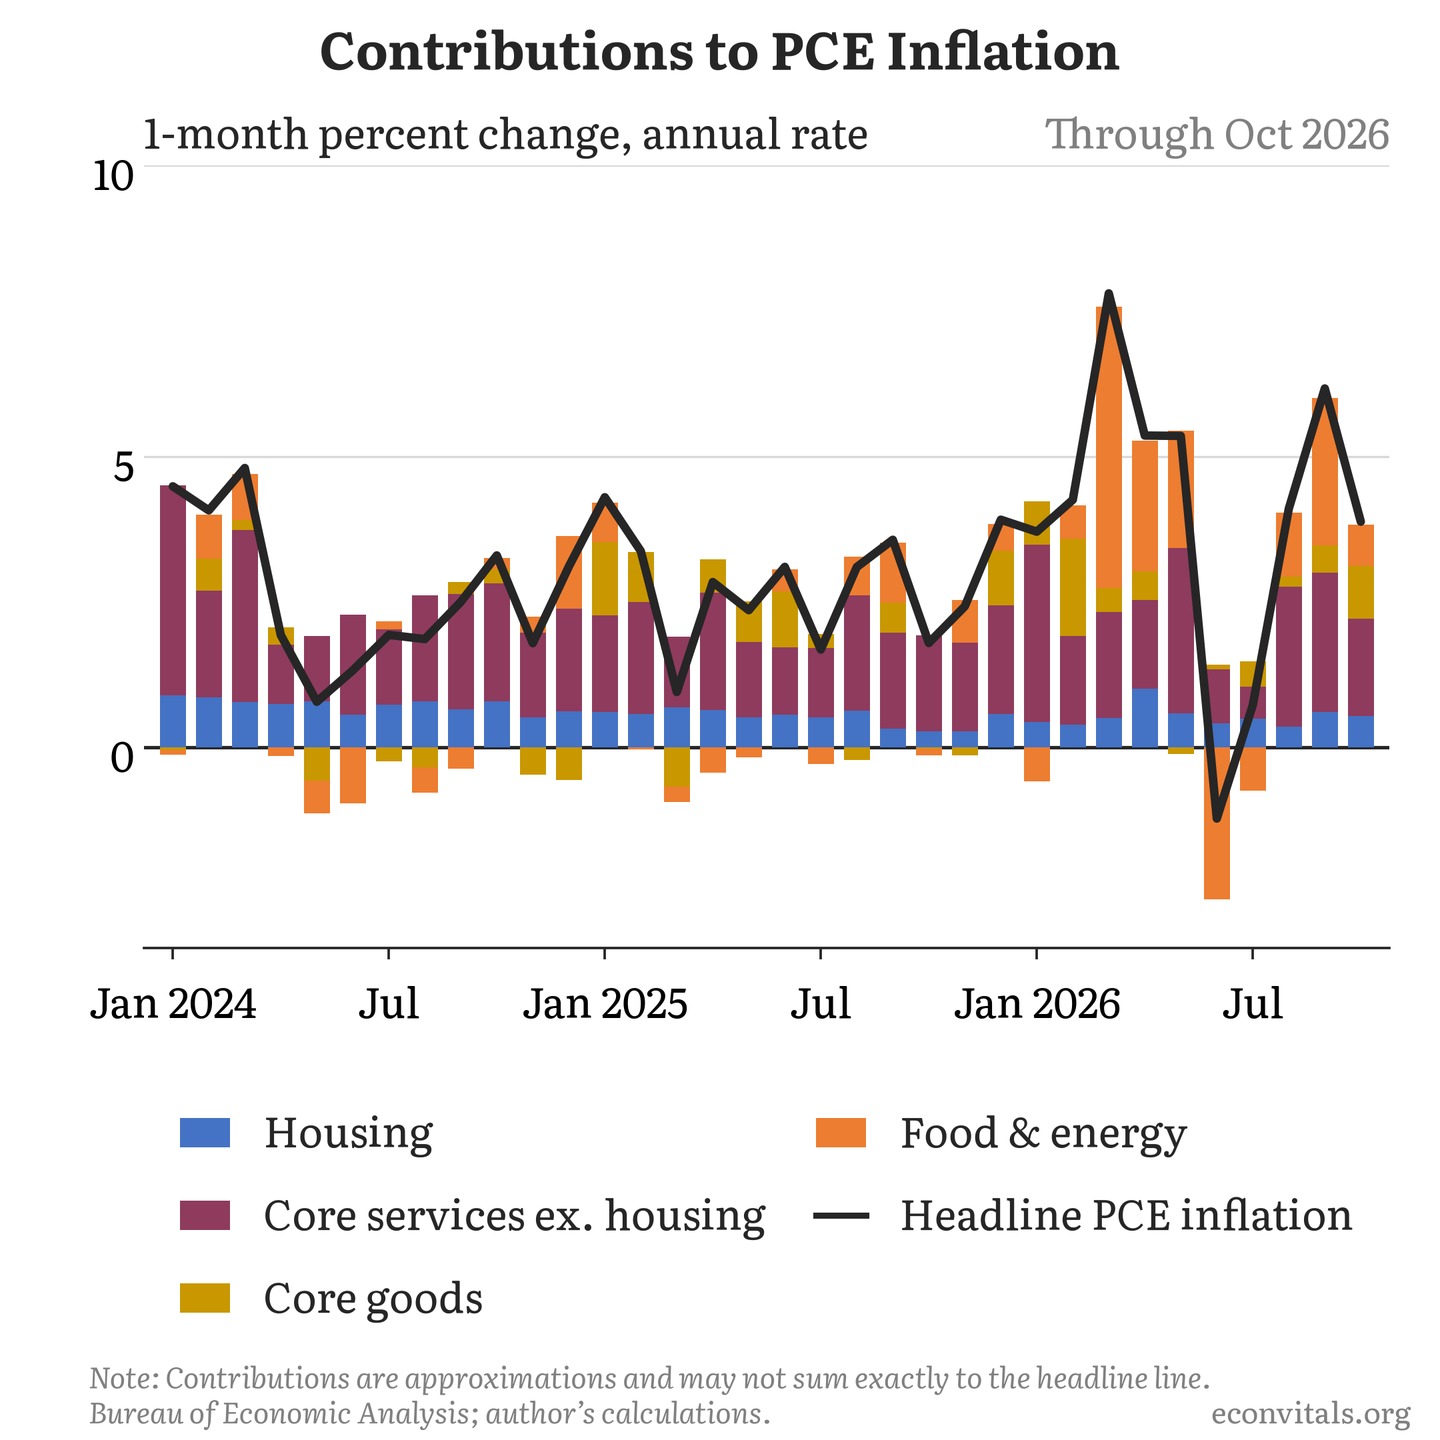 Contributions to PCE Inflation
1-month percent change, annual rate
Through Oct 2026
10
5
0
Jan 2024
Jul
Jan 2025
Jul
Jan 2026
Jul
Housing
Food & energy
Core services ex. housing
Headline PCE inflation
Core goods
Note: Contributions are approximations and may not sum exactly to the headline line.
Bureau of Economic Analysis; author’s calculations.
econvitals.org